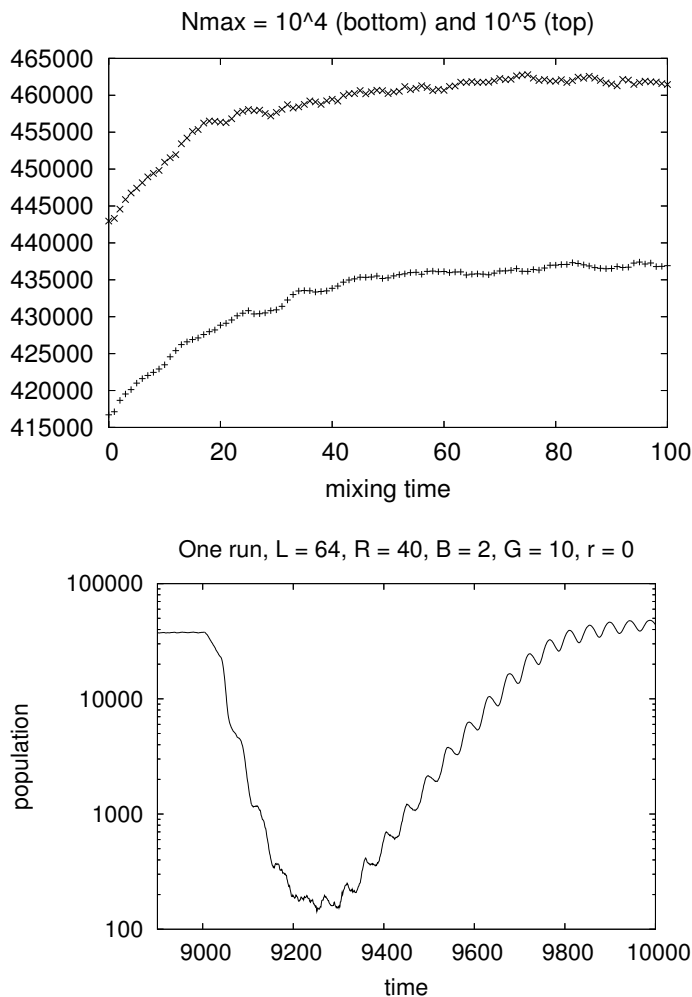 Nmax = 10^4 (bottom) and 10^5 (top)
465000
460000
455000
450000
445000
440000
435000
430000
425000
420000
415000
0 20 40 60 80 100
mixing time
One run, L = 64, R = 40, B = 2, G = 10, r = 0
100000
10000
1000
100
population
9000 9200 9400 9600 9800 10000
time